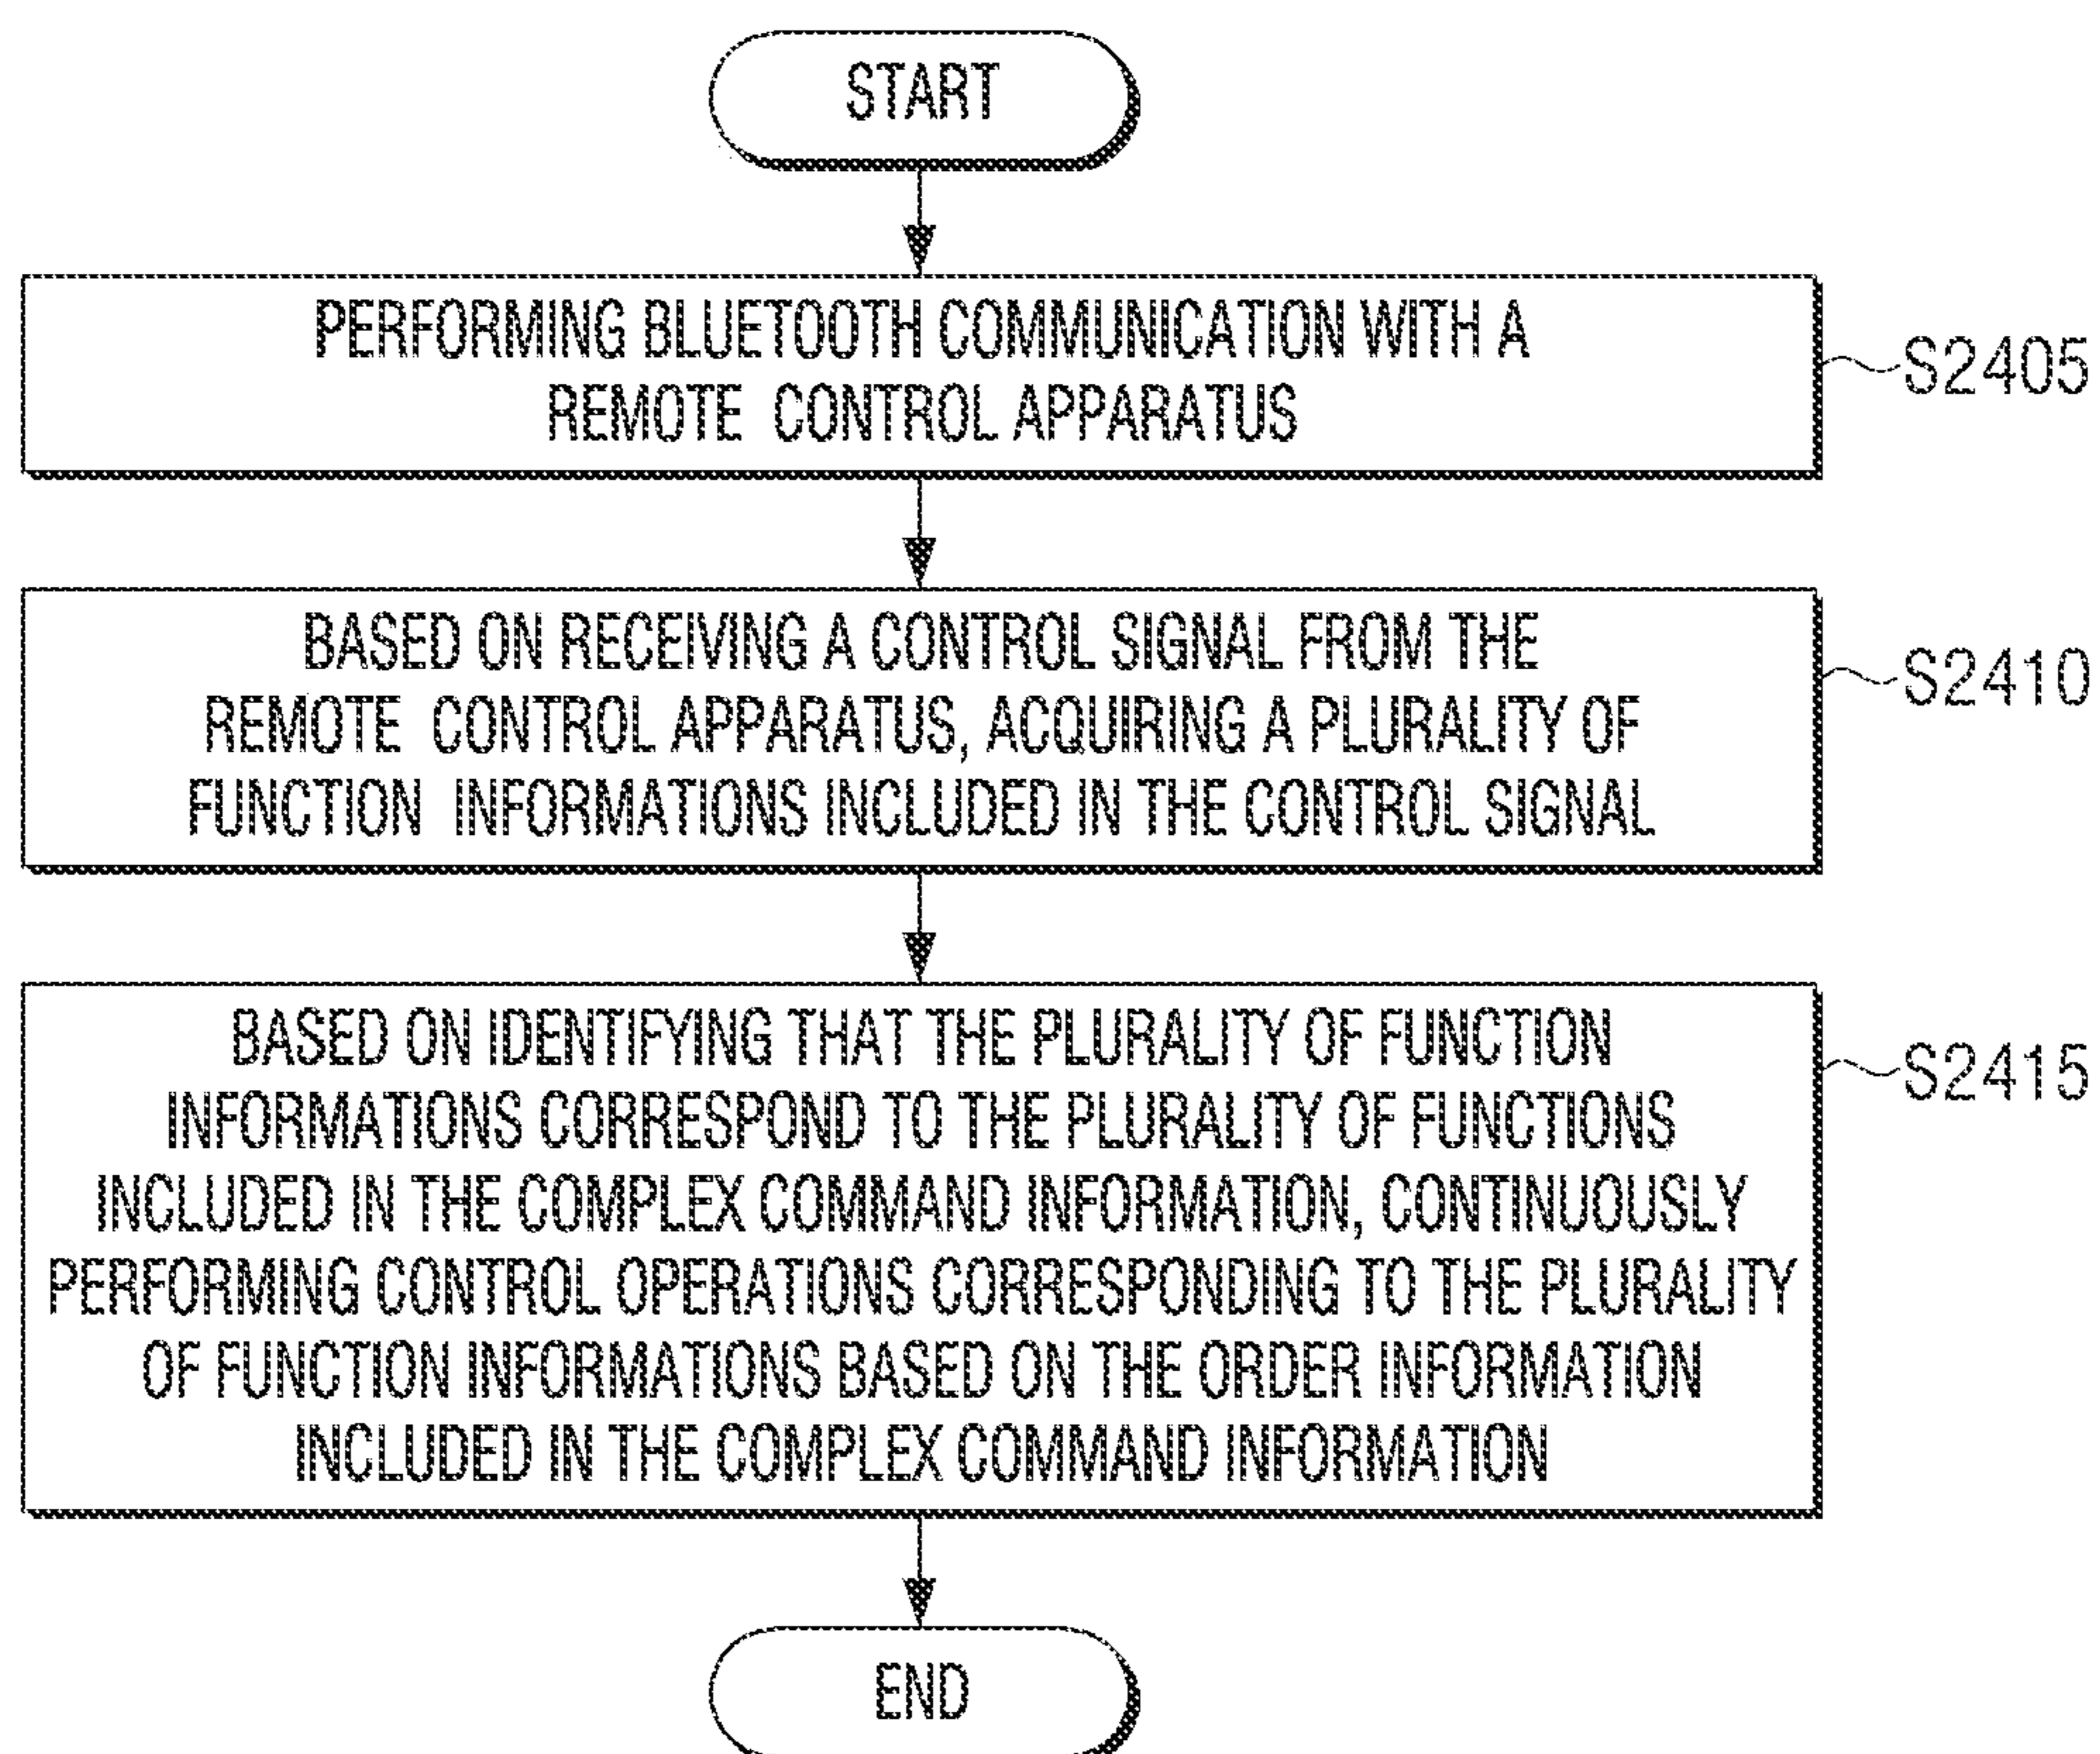 START
PERFORMING BLUETOOTH COMMUNICATION WITH A
REMOTE CONTROL APPARATUS
S2405
BASED ON RECEIVING A CONTROL SIGNAL FROM THE
REMOTE CONTROL APPARATUS, ACQUIRING A PLURALITY OF
FUNCTION INFORMATIONS INCLUDED IN THE CONTROL SIGNAL
S2410
BASED ON IDENTIFYING THAT THE PLURALITY OF FUNCTION
INFORMATIONS CORRESPOND TO THE PLURALITY OF FUNCTIONS
INCLUDED IN THE COMPLEX COMMAND INFORMATION, CONTINUOUSLY
PERFORMING CONTROL OPERATIONS CORRESPONDING TO THE PLURALITY
OF FUNCTION INFORMATIONS BASED ON THE ORDER INFORMATION
INCLUDED IN THE COMPLEX COMMAND INFORMATION
S2415
END